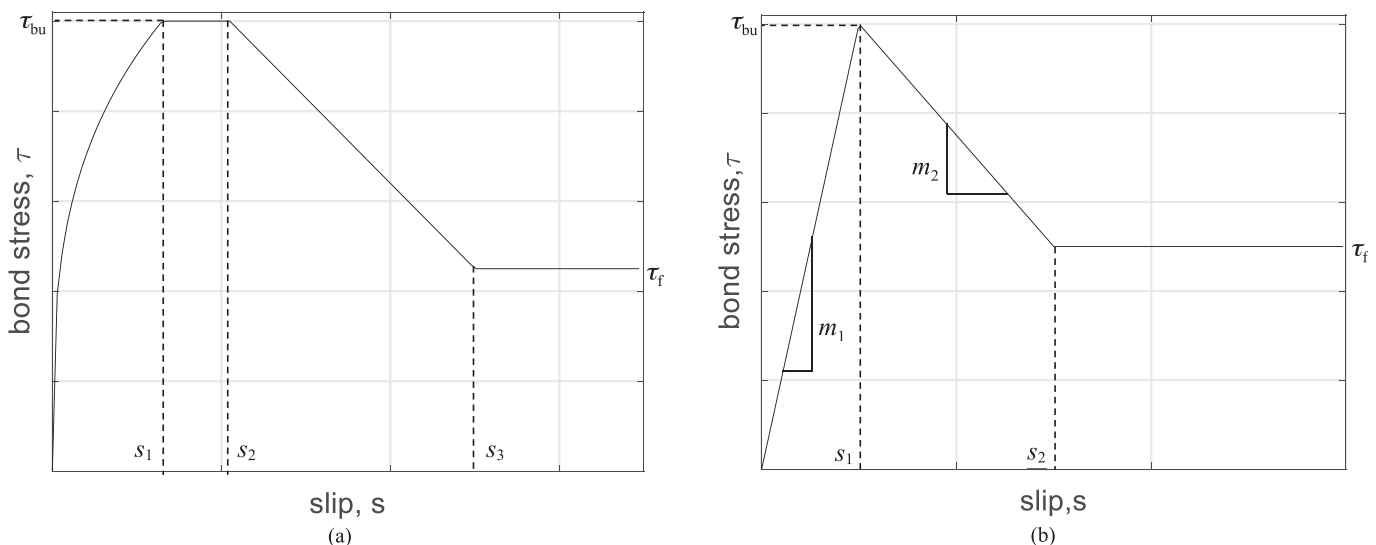 τbu
bond stress, τ
τf
s1
s2
s3
slip, s
(a)
τbu
bond stress, τ
m2
m1
τf
s1
s2
slip,s
(b)